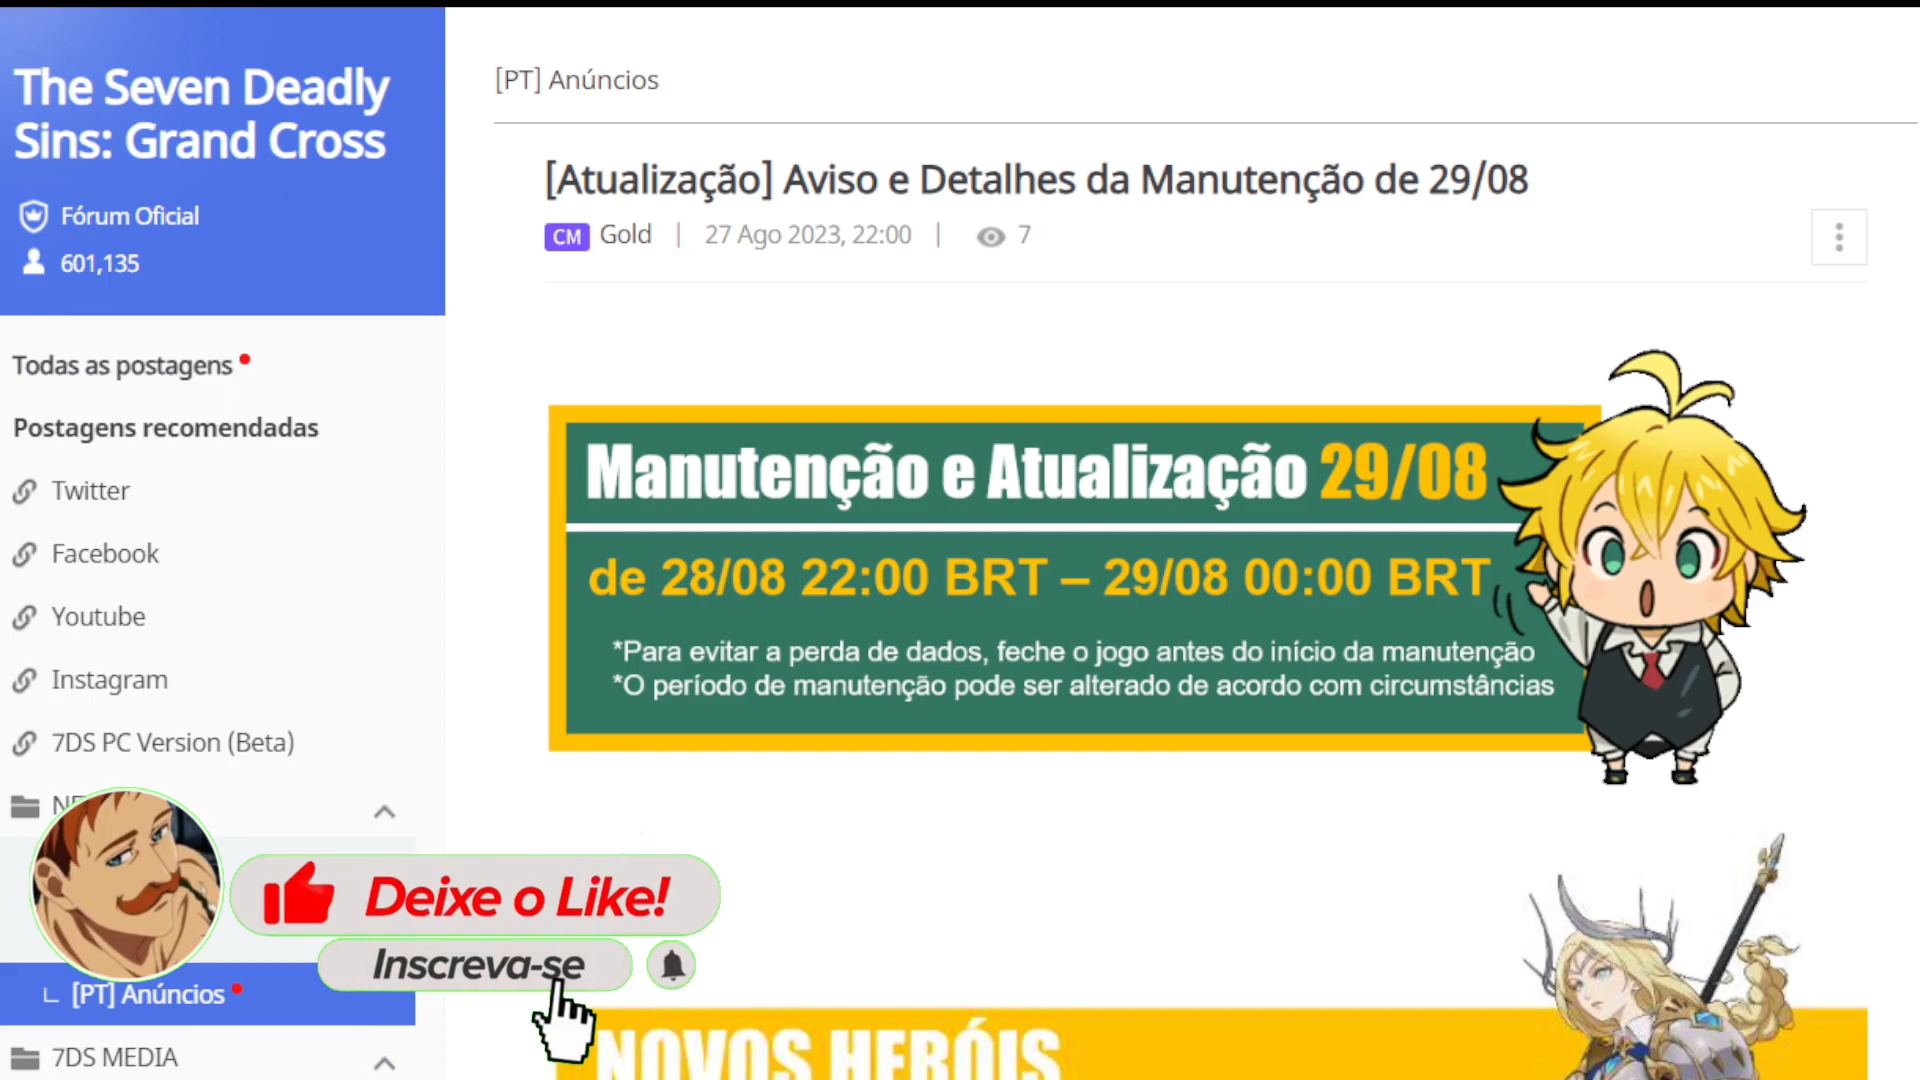 The Seven Deadly
Sins: Grand Cross
Fórum Oficial
601,135
Todas as postagens
Postagens recomendadas
Twitter
Facebook
Youtube
Instagram
7DS PC Version (Beta)
[PT] Anúncios
7DS MEDIA
[PT] Anúncios
[Atualização] Aviso e Detalhes da Manutenção de 29/08
CM Gold | 27 Ago 2023, 22:00 | 7
Manutenção e Atualização 29/08
de 28/08 22:00 BRT – 29/08 00:00 BRT
*Para evitar a perda de dados, feche o jogo antes do início da manutenção
*O período de manutenção pode ser alterado de acordo com circumstâncias
Deixe o Like!
Inscreva-se
NOVOS HERÓIS